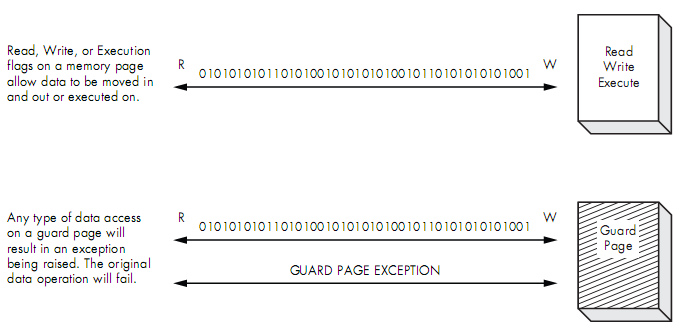 Read, Write, or Execution
flags on a memory page
allow data to be moved in
and out or executed on.
R
W
0101010101101010010101010100101101010101010​01
Read
Write
Execute
Any type of data access
on a guard page will
result in an exception
being raised. The original
data operation will fail.
R
W
010101010110101001010101010010110101010101001
GUARD PAGE EXCEPTION
Guard
Page